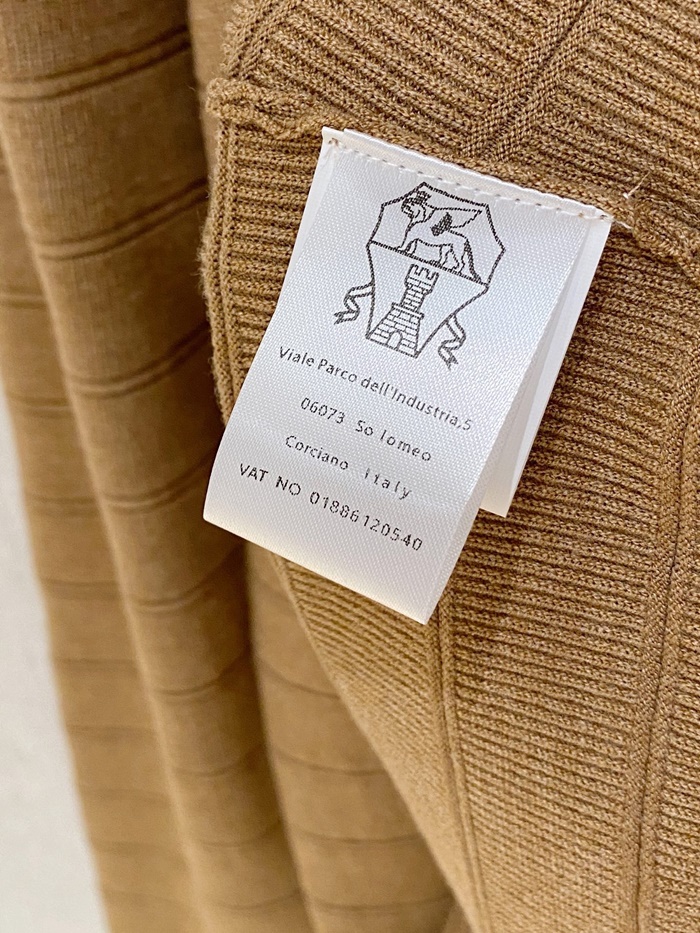 Viale Parco dell'Industria,5
06073 So lomeo
Corciano italy
VAT NO 01886120540